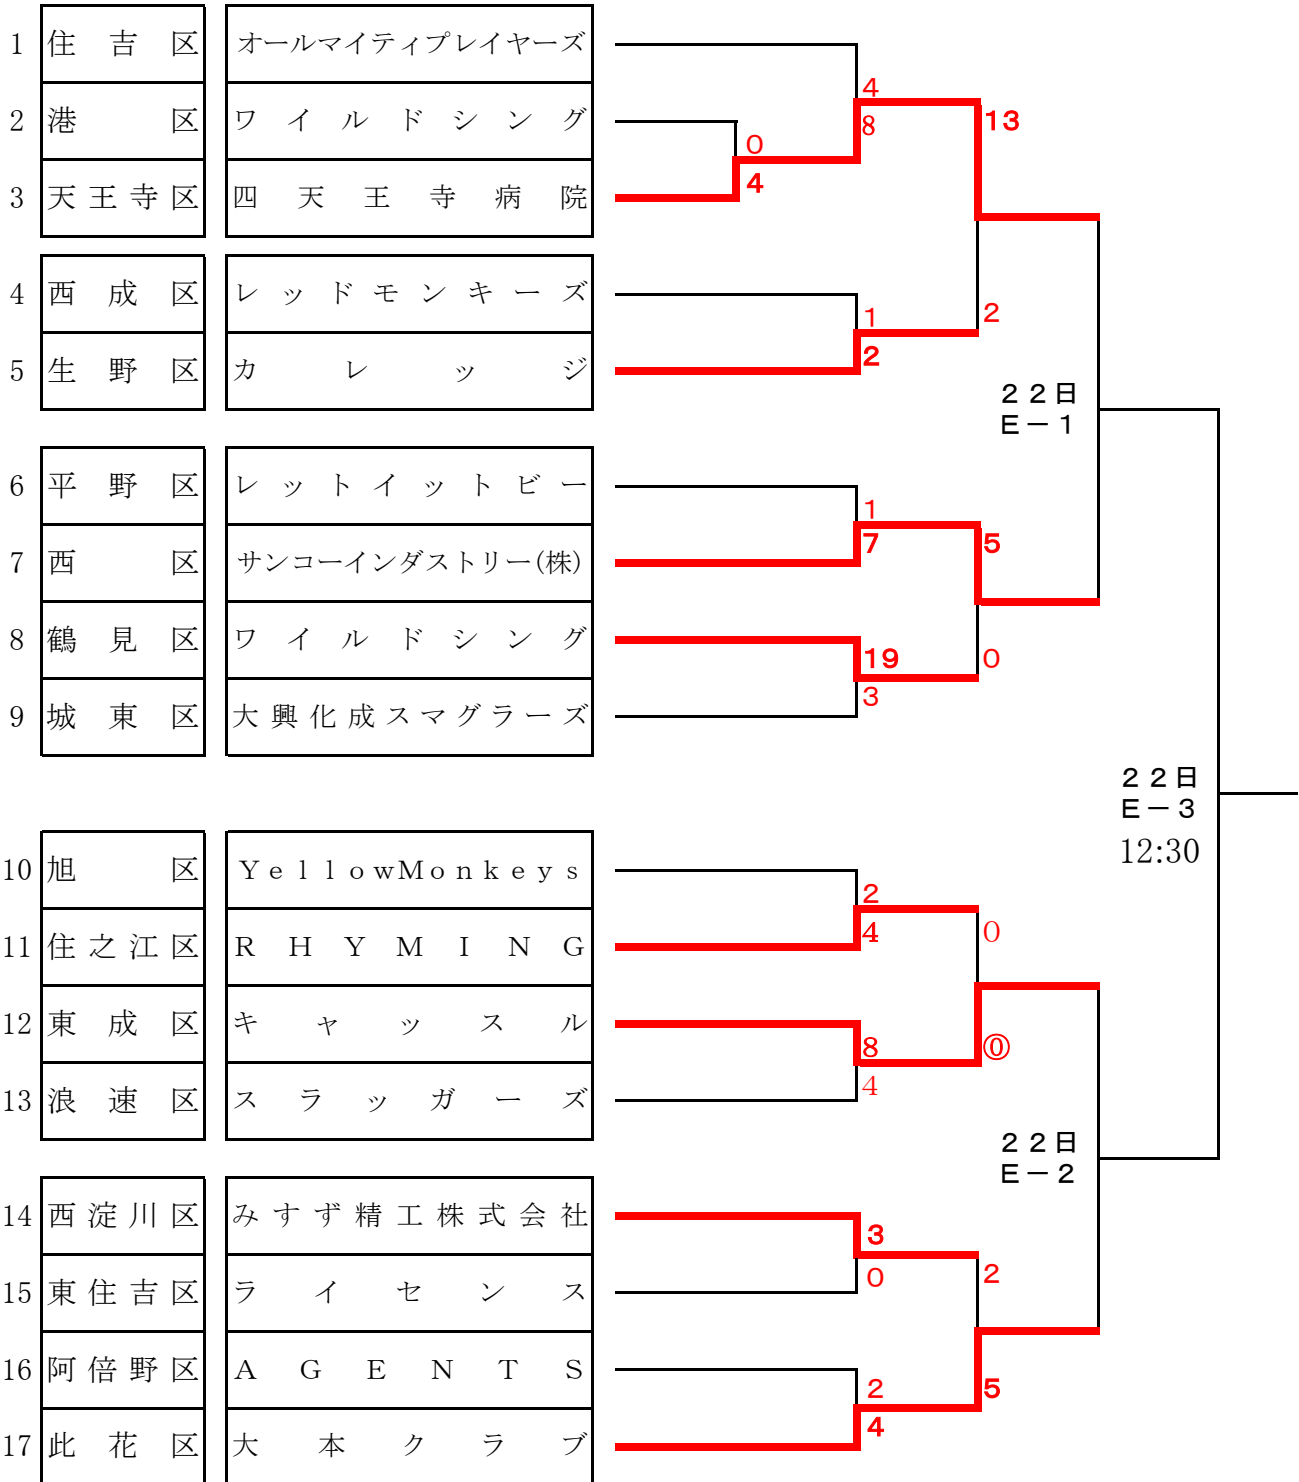 1 住吉区 オールマイティプレイヤーズ
4
2 港区 ワイルドシング
8 13
0
4
3 天王寺区 四天王寺病院
4 西成区 レッドモンキーズ
1 2
2
5 生野区 カレッジ
22日
E-1
6 平野区 レットイットビー
1
7 5
7 西区 サンコーインダストリー(株)
8 鶴見区 ワイルドシング
19 0
3
9 城東区 大興化成スマグラーズ
22日
E-3
12:30
10 旭区 YellowMonkeys
2
4 0
11 住之江区 RHYMING
12 東成区 キャッスル
8 ⓪
4
13 浪速区 スラッガーズ
22日
E-2
14 西淀川区 みすず精工株式会社
3
0 2
15 東住吉区 ライセンス
16 阿倍野区 AGENTS
2 5
4
17 此花区 大本クラブ